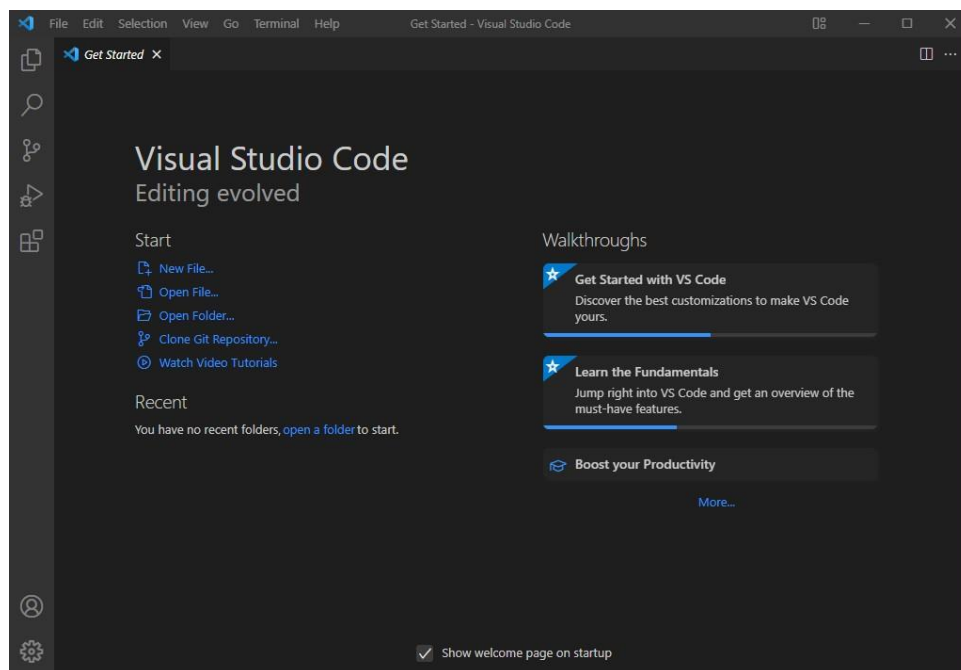 File Edit Selection View Go Terminal Help Get Started - Visual Studio Code
Get Started
Visual Studio Code
Editing evolved
Start
New File...
Open File...
Open Folder...
Clone Git Repository...
Watch Video Tutorials
Recent
You have no recent folders, open a folder to start.
Walkthroughs
Get Started with VS Code
Discover the best customizations to make VS Code
yours.
Learn the Fundamentals
Jump right into VS Code and get an overview of the
must-have features.
Boost your Productivity
More...
Show welcome page on startup